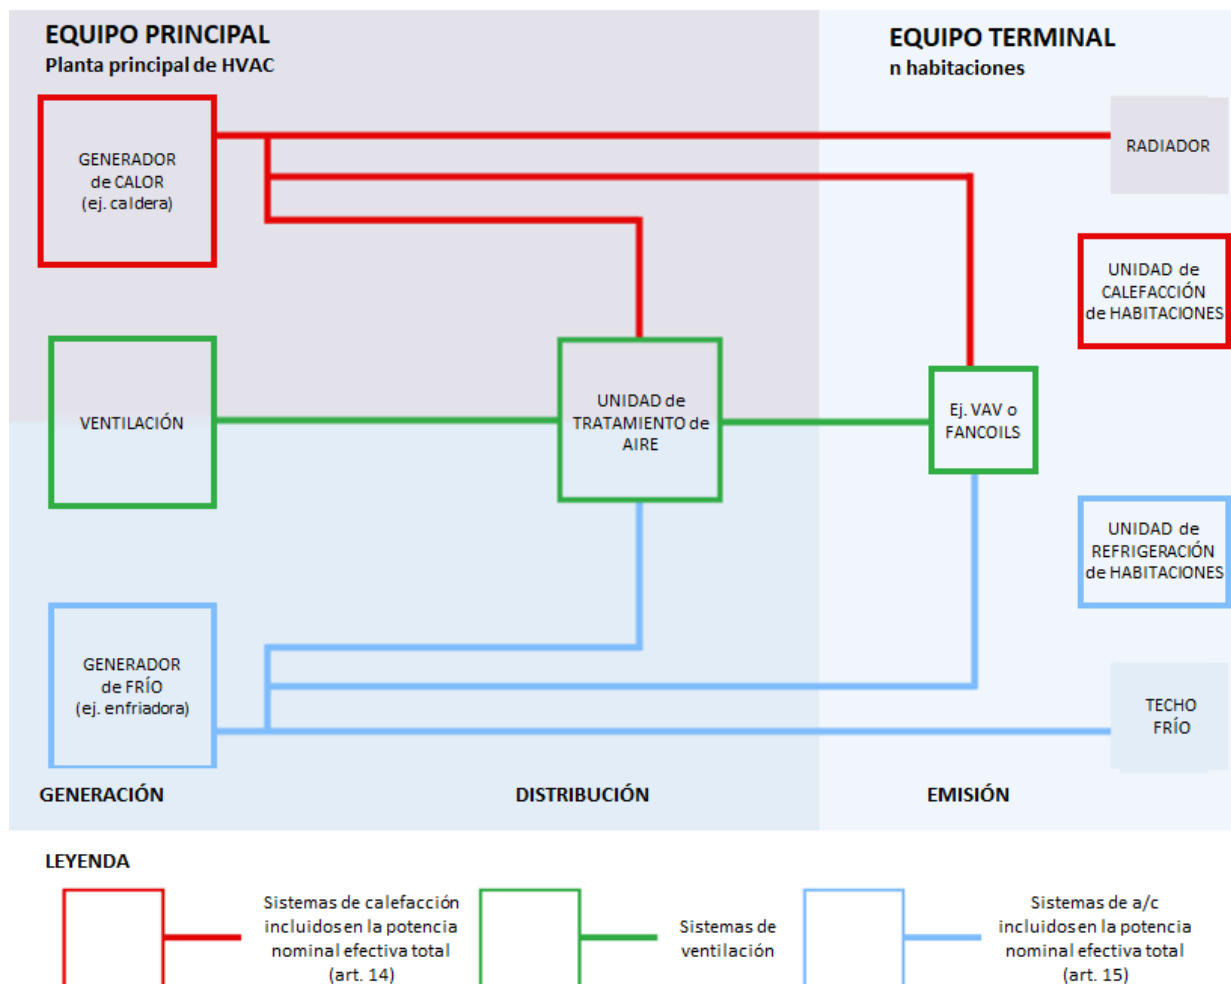 EQUIPO PRINCIPAL
Planta principal de HVAC
EQUIPO TERMINAL
n habitaciones
GENERADOR
de CALOR
(ej. caldera)
RADIADOR
UNIDAD de
CALEFACCIÓN
de HABITACIONES
VENTILACIÓN
UNIDAD de
TRATAMIENTO de
AIRE
Ej. VAV o
FANCOILS
UNIDAD de
REFRIGERACIÓN
de HABITACIONES
GENERADOR
de FRÍO
(ej. enfriadora)
TECHO
FRÍO
GENERACIÓN
DISTRIBUCIÓN
EMISIÓN
LEYENDA
Sistemas de calefacción
incluidos en la potencia
nominal efectiva total
(art. 14)
Sistemas de
ventilación
Sistemas de a/c
incluidos en la potencia
nominal efectiva total
(art. 15)